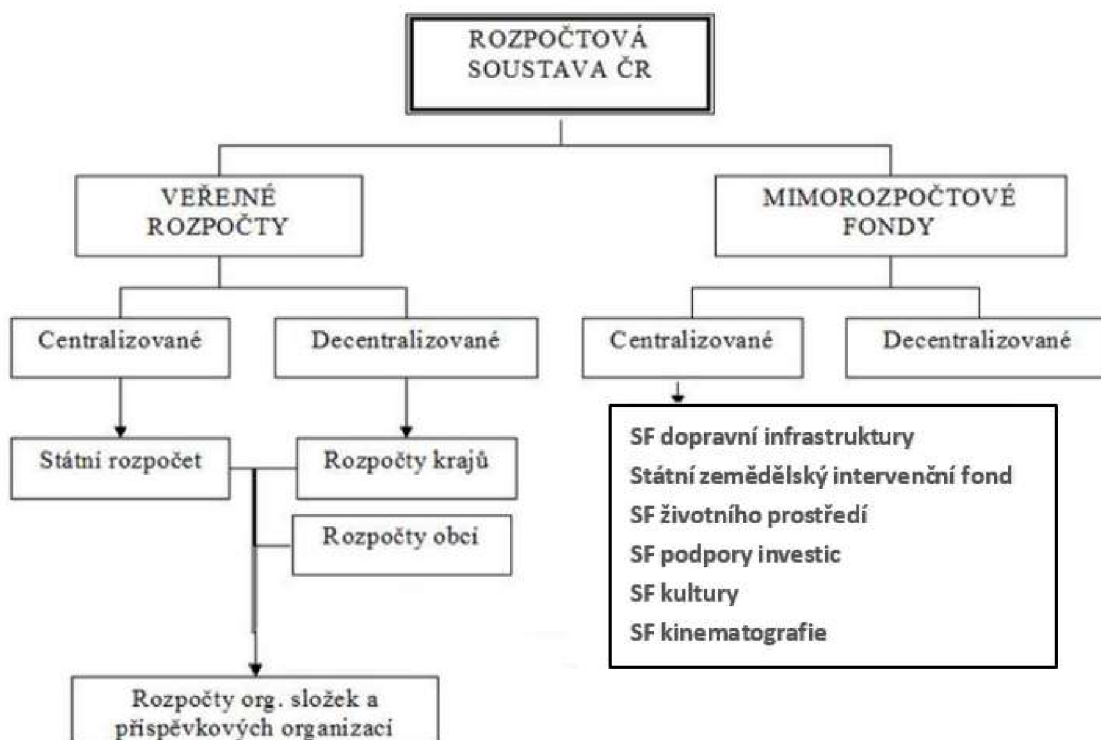 ROZPOČTOVÁ
SOUSTAVA ČR
VEŘEJNÉ
ROZPOČTY
MIMOROZPOČTOVÉ
FONDY
Centralizované
Decentralizované
Centralizované
Decentralizované
Státní rozpočet
Rozpočty krajů
Rozpočty obcí
SF dopravní infrastruktury
Státní zemědělský intervenční fond
SF životního prostředí
SF podpory investic
SF kultury
SF kinematografie
Rozpočty org. složek a
příspěvkových organizací